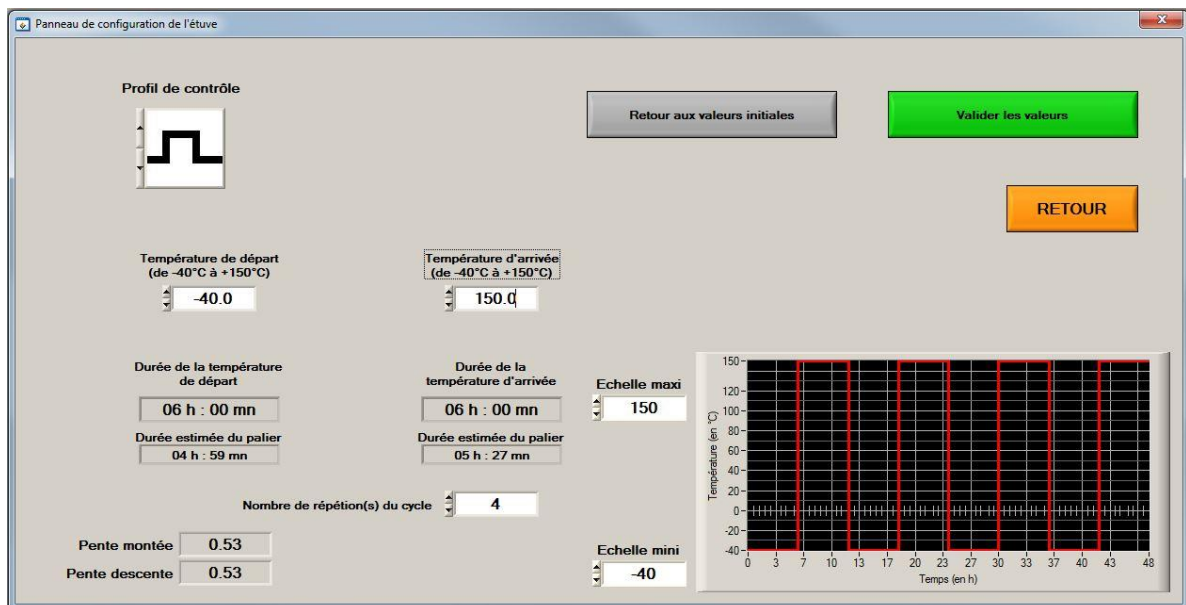 Panneau de configuration de l'étuve
x
Profil de contrôle
Retour aux valeurs initiales
Valider les valeurs
RETOUR
Température de départ
(de -40°C à +150°C)
-40.0
Température d'arrivée
(de -40°C à +150°C)
150.0
Durée de la température
de départ
06 h : 00 mn
Durée estimée du palier
04 h : 59 mn
Durée de la
température d'arrivée
06 h : 00 mn
Durée estimée du palier
05 h : 27 mn
Echelle maxi
150
Nombre de répétion(s) du cycle
4
Pente montée
0.53
Pente descente
0.53
Echelle mini
-40
Température (en °C)
150
120
100
80
60
40
20
0
-20
-40
0 3 7 10 13 17 20 23 27 30 33 37 40 43 48
Temps (en h)